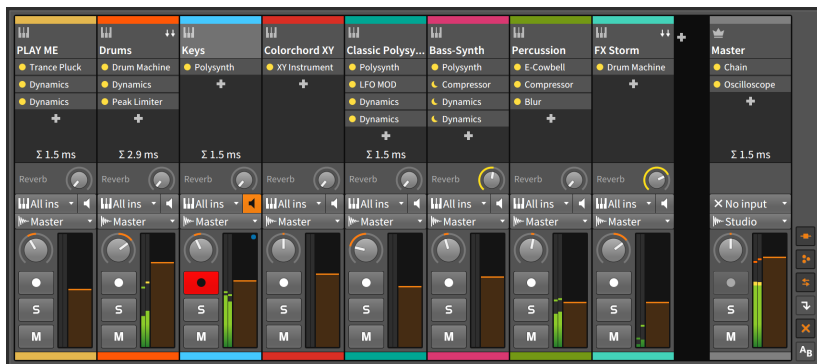 PLAY ME
Drums
Keys
Colorchord XY
Classic Polysy...
Bass-Synth
Percussion
FX Storm
Master
Trance Pluck
Drum Machine
Polysynth
XY Instrument
Polysynth
Polysynth
E-Cowbell
Drum Machine
Chain
Dynamics
Dynamics
LFO MOD
Compressor
Compressor
Oscilloscope
Dynamics
Peak Limiter
Dynamics
Dynamics
Blur
Dynamics
Dynamics
Σ 1.5 ms
Σ 2.9 ms
Σ 1.5 ms
Σ 1.5 ms
Σ 1.5 ms
Reverb
Reverb
Reverb
Reverb
Reverb
Reverb
Reverb
Reverb
All ins
All ins
All ins
All ins
All ins
All ins
All ins
All ins
No input
Master
Master
Master
Master
Master
Master
Master
Master
Studio
S
S
S
S
S
S
S
S
S
M
M
M
M
M
M
M
M
M
AB